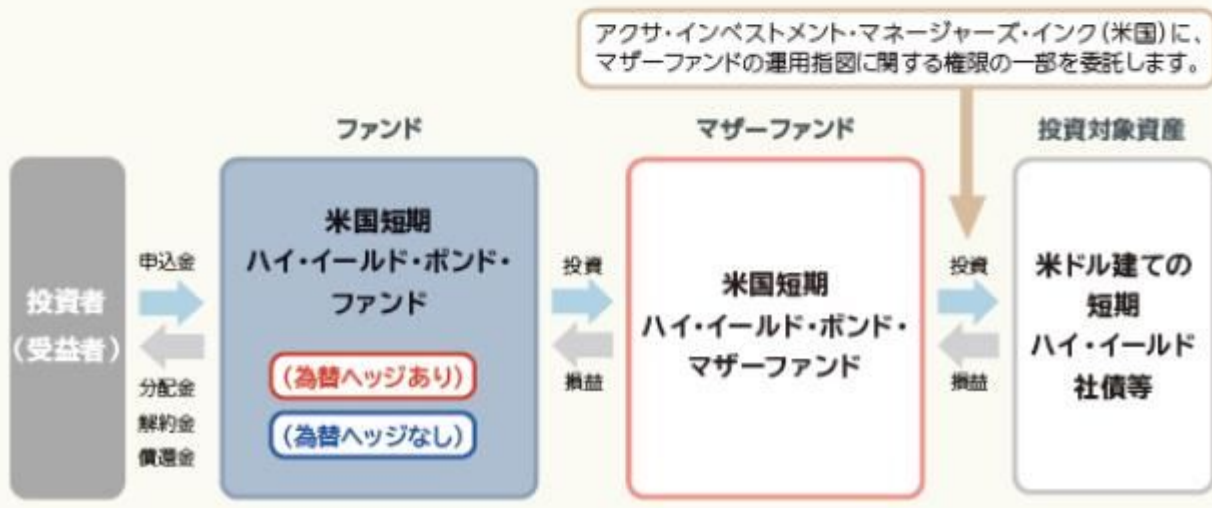 アクサ・インベストメント・マネージャーズ・インク(米国)に、
マザーファンドの運用指図に関する権限の一部を委託します。
ファンド
マザーファンド
投資対象資産
投資者
(受益者)
申込金
分配金
解約金
償還金
米国短期
ハイ・イールド・ボンド・
ファンド
(為替ヘッジあり)
(為替ヘッジなし)
投資
損益
米国短期
ハイ・イールド・ボンド・
マザーファンド
投資
損益
米ドル建ての
短期
ハイ・イールド
社債等